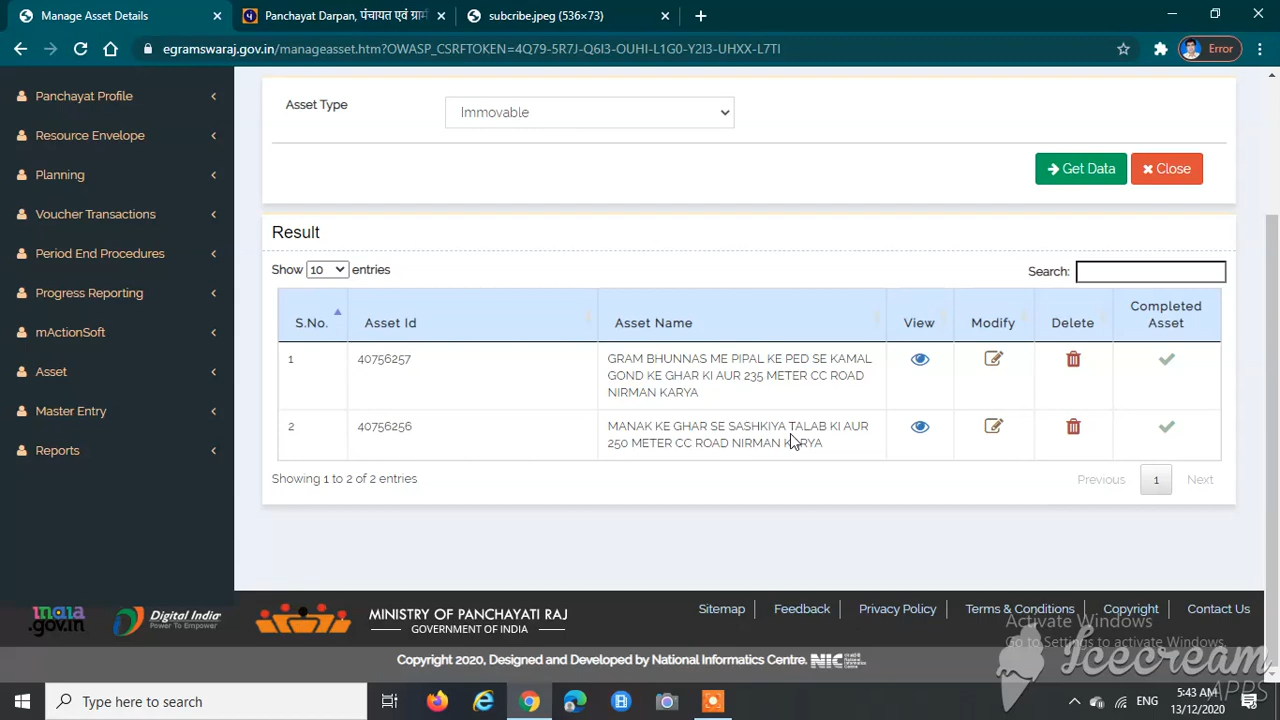 Manage Asset Details
Panchayat Darpan, पंचायत एवं ग्रामी
subcribe.jpeg (536×73)
egramswaraj.gov.in/manageasset.htm?OWASP_CSRFTOKEN=4Q79-5R7J-Q6I3-OUHI-L1G0-Y2I3-UHXX-L7TI
Error
Panchayat Profile
Resource Envelope
Planning
Voucher Transactions
Period End Procedures
Progress Reporting
mActionSoft
Asset
Master Entry
Reports
Asset Type
Immovable
Get Data
Close
Result
Show 10 entries
Search:
S.No. Asset Id Asset Name View Modify Delete Completed Asset
1 40756257 GRAM BHUNNAS ME PIPAL KE PED SE KAMAL
GOND KE GHAR KI AUR 235 METER CC ROAD
NIRMAN KARYA
2 40756256 MANAK KE GHAR SE SASHKIYA TALAB KI AUR
250 METER CC ROAD NIRMAN KARYA
Showing 1 to 2 of 2 entries
Previous 1 Next
india.gov.in
Digital India
Power To Empower
MINISTRY OF PANCHAYATI RAJ
GOVERNMENT OF INDIA
Sitemap Feedback Privacy Policy Terms & Conditions Copyright Contact Us
Activate Windows
Go to Settings to activate Windows.
Copyright 2020, Designed and Developed by National Informatics Centre. NIC
Icecream
APPS
Type here to search
ENG
5:43 AM
13/12/2020